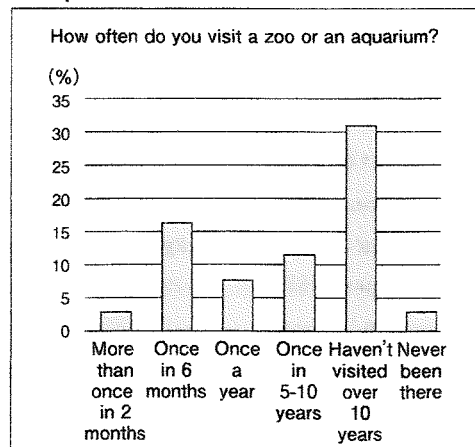 How often do you visit a zoo or an aquarium?
(%)
35
30
25
20
15
10
5
0
More than once in 2 months
Once in 6 months
Once a year
Once in 5-10 years
Haven't visited over 10 years
Never been there